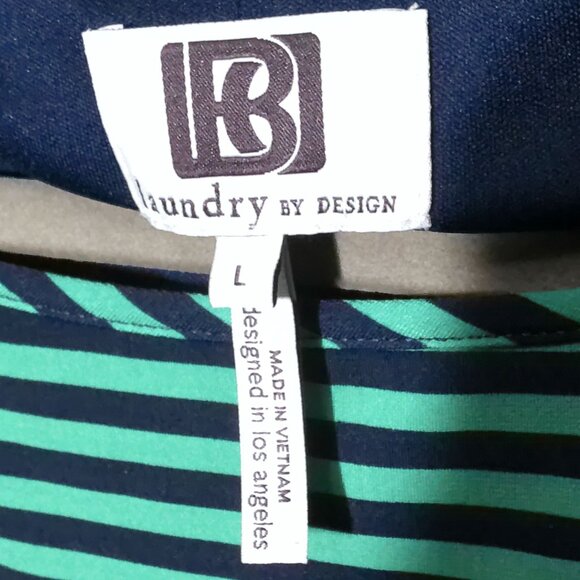 laundry BY DESIGN
L
MADE IN VIETNAM
designed in los angeles